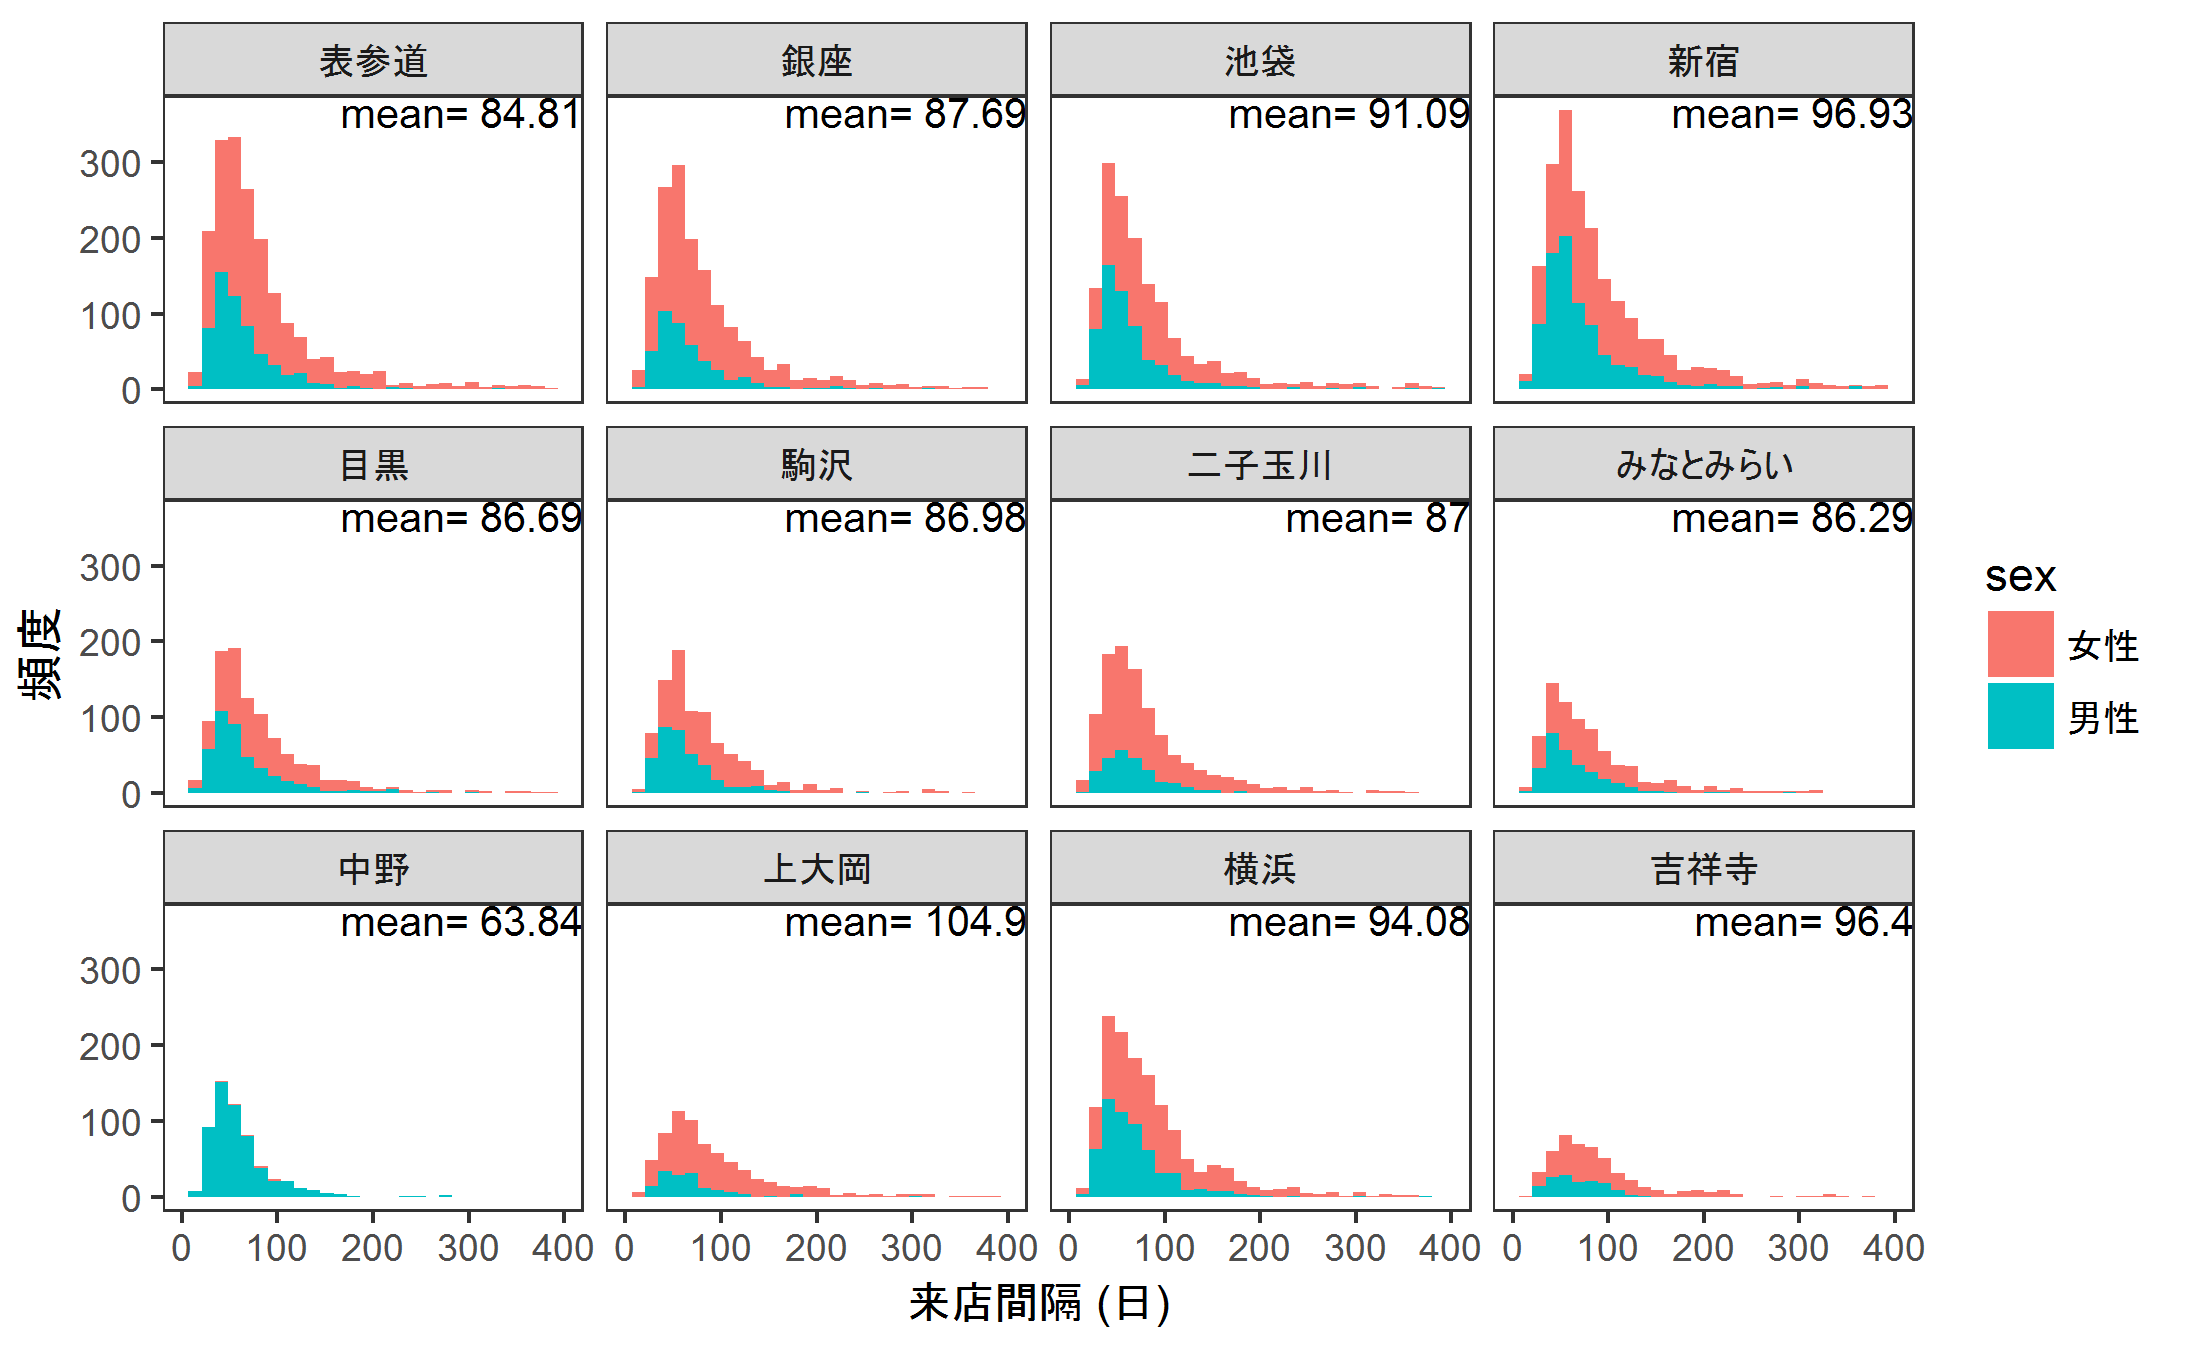 表参道
銀座
池袋
新宿
mean= 84.81
mean= 87.69
mean= 91.09
mean= 96.93
300
200
100
0
目黒
駒沢
二子玉川
みなとみらい
mean= 86.69
mean= 86.98
mean= 87
mean= 86.29
300
200
100
0
中野
上大岡
横浜
吉祥寺
mean= 63.84
mean= 104.9
mean= 94.08
mean= 96.4
300
200
100
0
0 100 200 300 400
0 100 200 300 400
0 100 200 300 400
0 100 200 300 400
来店間隔 (日)
頻度
sex
女性
男性